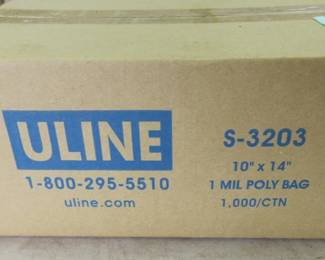 ULINE
1-800-295-5510
uline.com
S-3203
10" x 14"
1 MIL POLY BAG
1,000/CTN